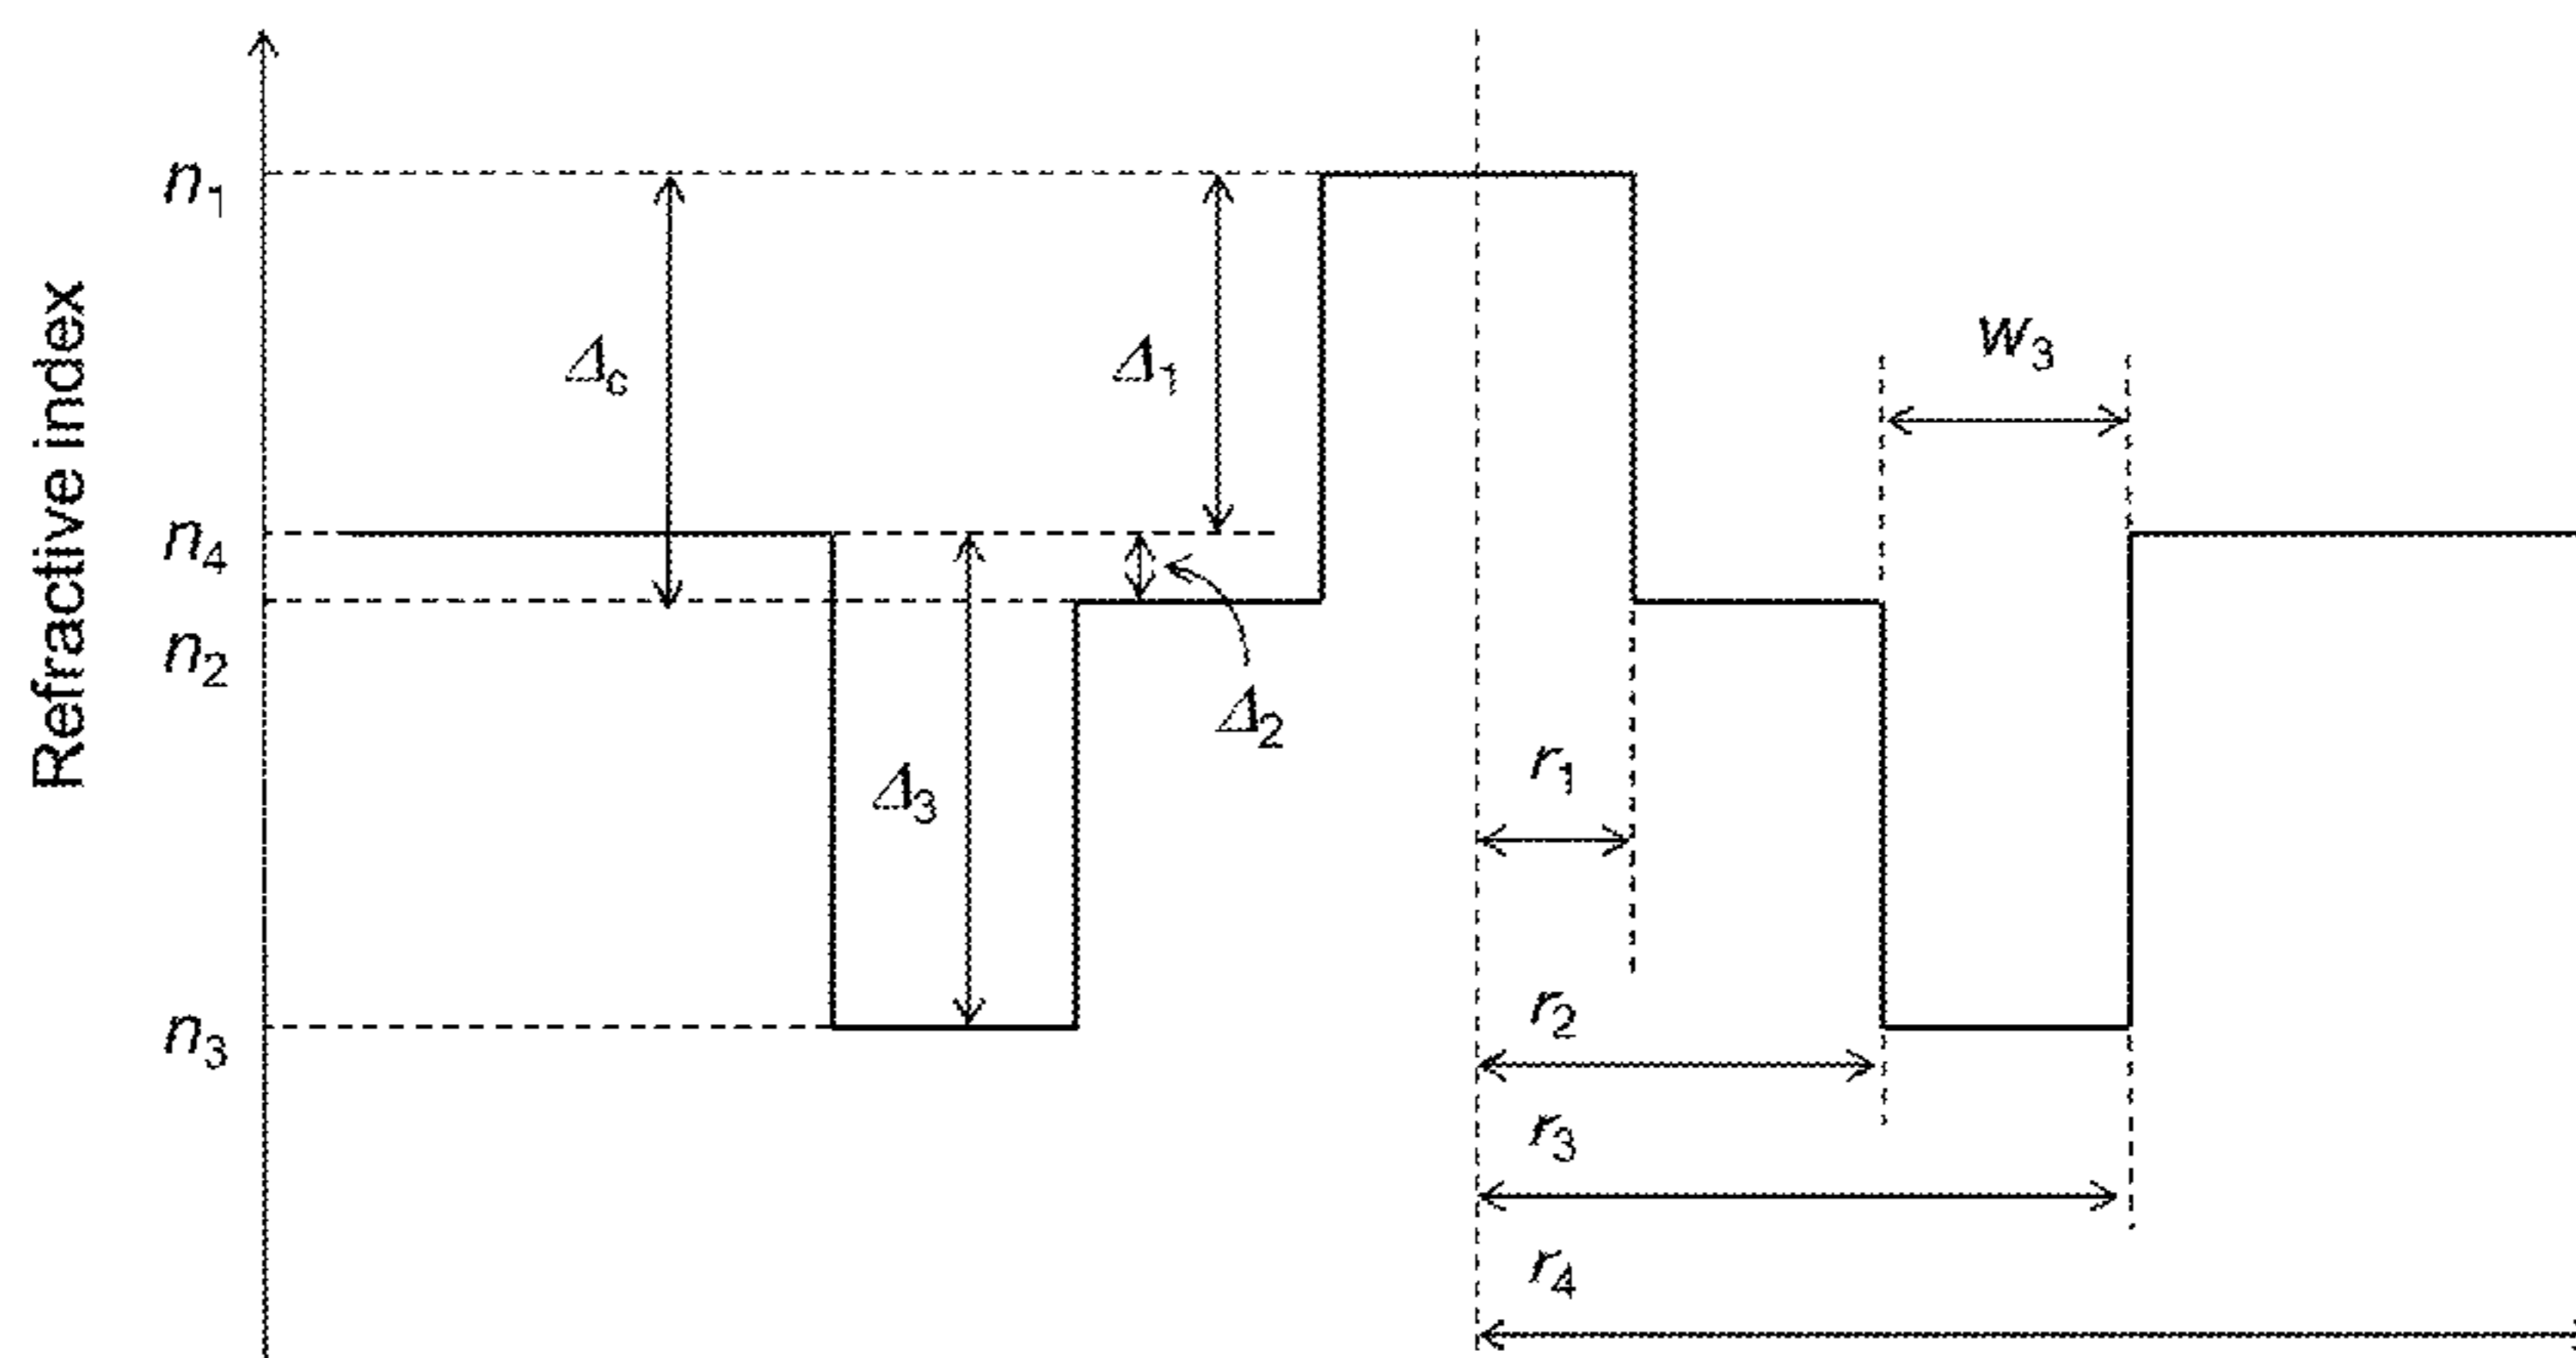 Refractive index
n₁
n₄
n₂
n₃
Δc
Δ₁
Δ₂
Δ₃
w₃
r₁
r₂
r₃
r₄